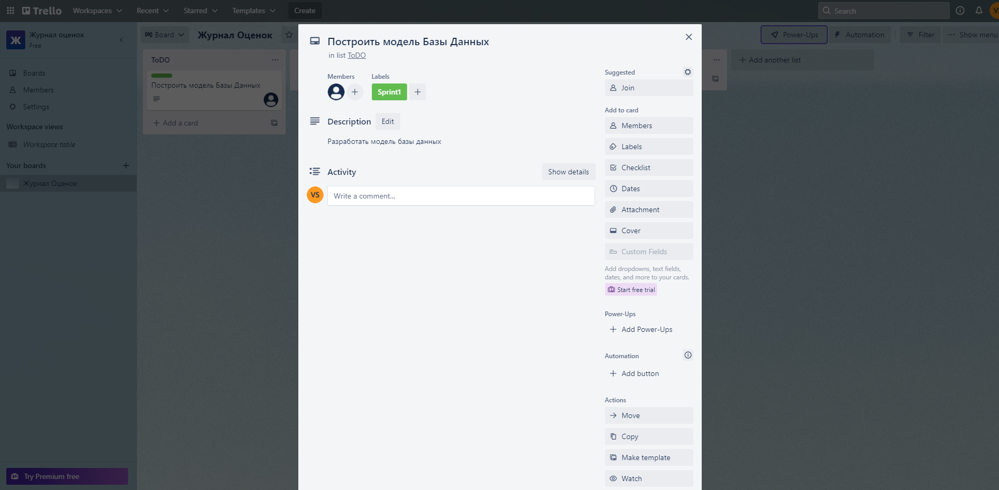 Trello
Workspaces
Recent
Starred
Templates
Create
Search
Журнал оценок
Free
Boards
Members
Settings
Workspace views
Workspace table
Your boards
Журнал Оценок
Try Premium free
Board
Журнал Оценок
Power-Ups
Automation
Filter
Show menu
ToDO
Построить модель Базы Данных
Add a card
Add another list
Построить модель Базы Данных
in list ToDO
Members
Labels
Sprint1
Description
Edit
Разработать модель базы данных
Activity
Show details
VS
Write a comment...
Suggested
Join
Add to card
Members
Labels
Checklist
Dates
Attachment
Cover
Custom Fields
Add dropdowns, text fields,
dates, and more to your cards.
Start free trial
Power-Ups
Add Power-Ups
Automation
Add button
Actions
Move
Copy
Make template
Watch